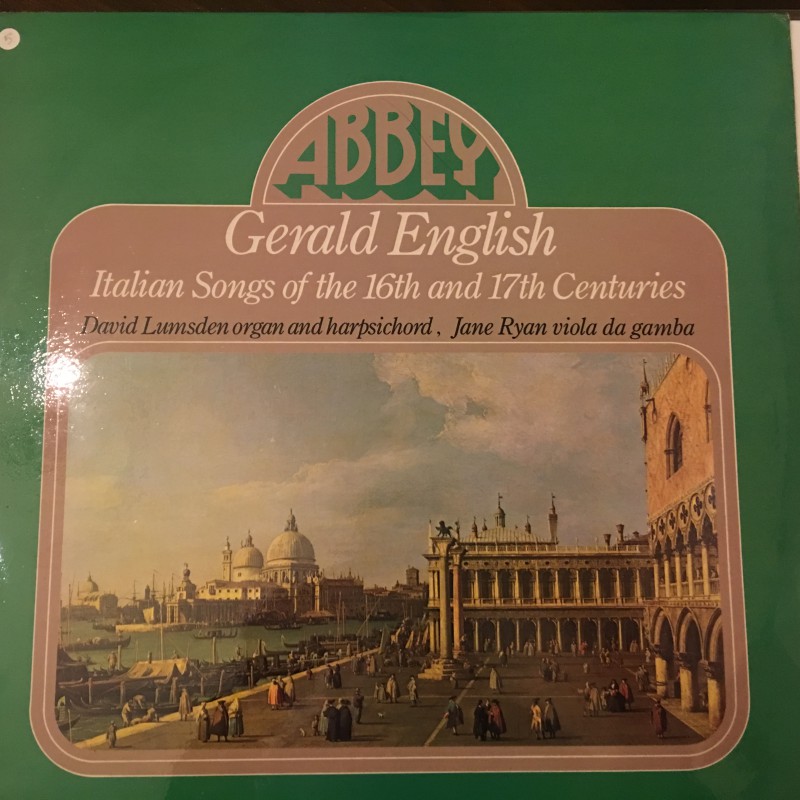 ABBEY
Gerald English
Italian Songs of the 16th and 17th Centuries
David Lumsden organ and harpsichord, Jane Ryan viola da gamba